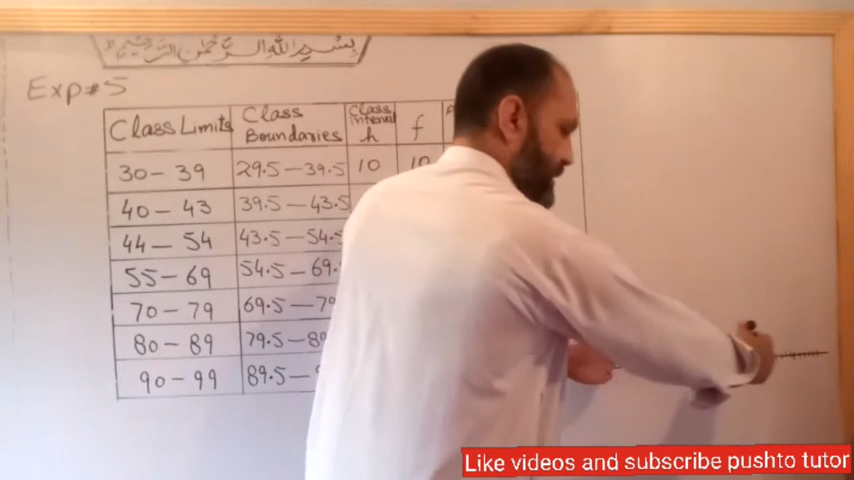 بسم الله الرحمن الرحيم
Exp#5
Class Limits Class Boundaries Class interval h f
30-39 29.5-39.5 10 10
40-43 39.5-43.5
44-54 43.5-54.5
55-69 54.5-69.
70-79 69.5-79
80-89 79.5-
90-99 89.5-
Like videos and subscribe pushto tutor